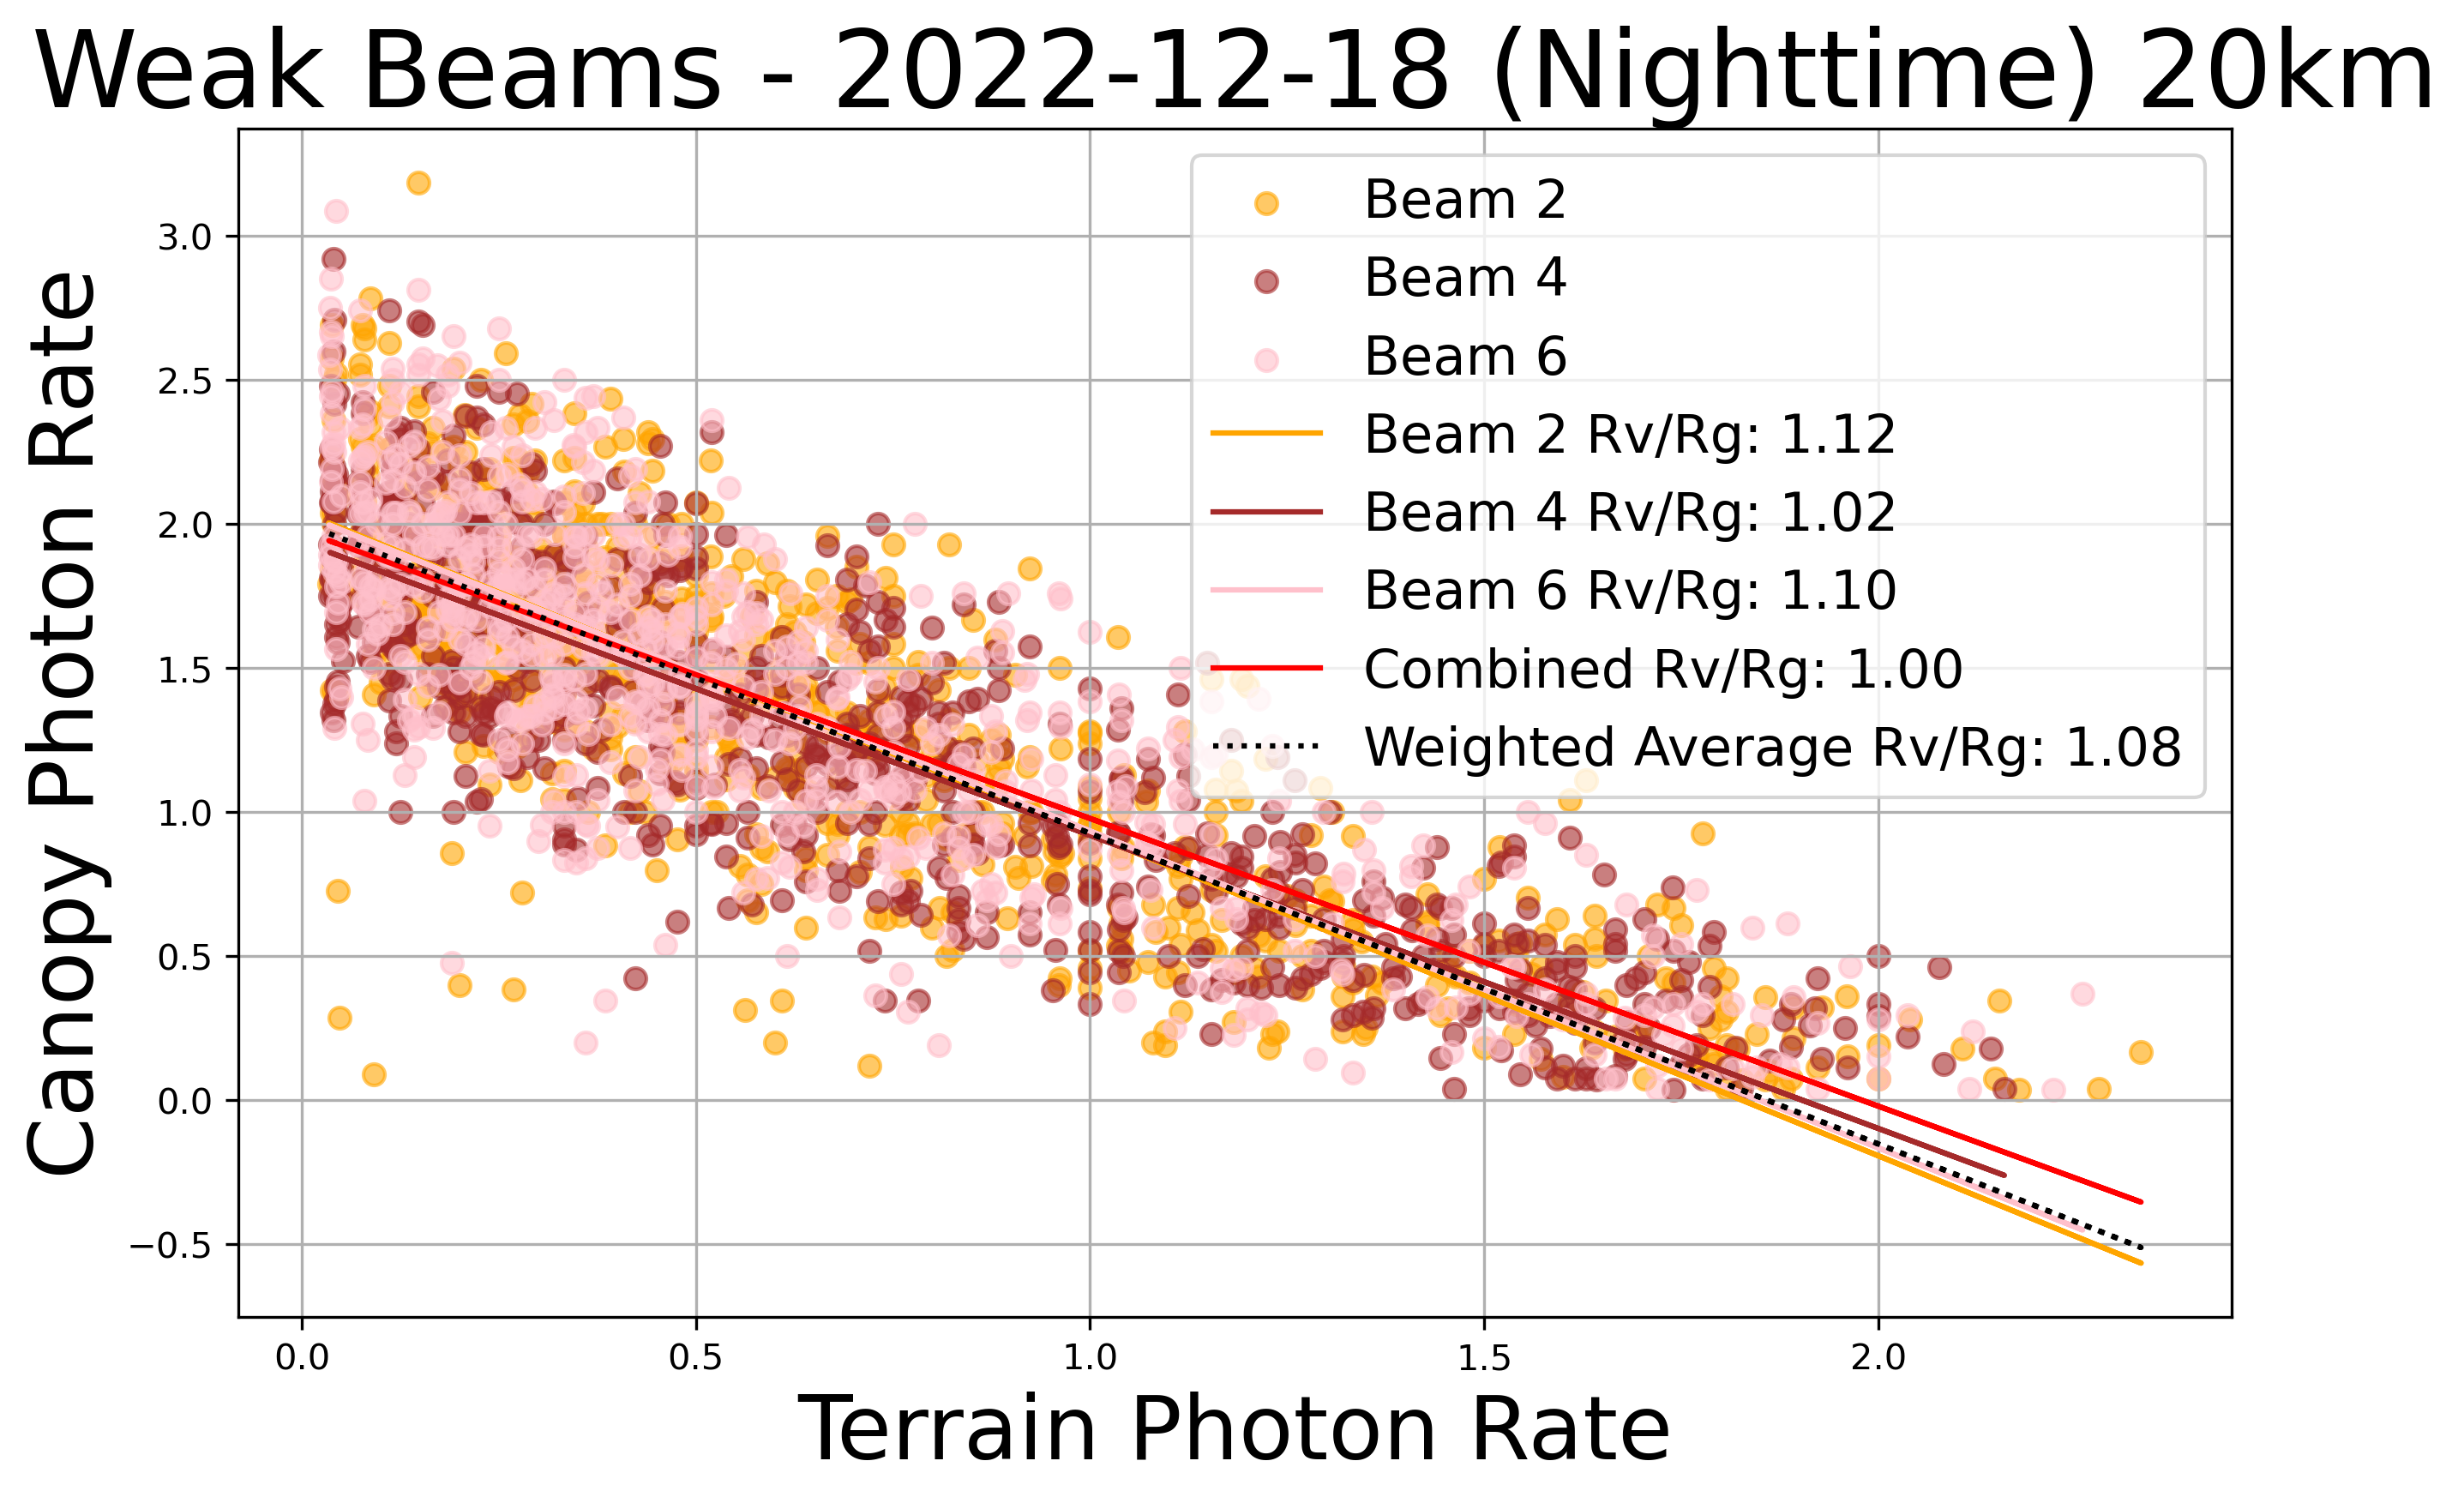 Weak Beams - 2022-12-18 (Nighttime) 20km
Canopy Photon Rate
3.0
2.5
2.0
1.5
1.0
0.5
0.0
−0.5
Beam 2
Beam 4
Beam 6
Beam 2 Rv/Rg: 1.12
Beam 4 Rv/Rg: 1.02
Beam 6 Rv/Rg: 1.10
Combined Rv/Rg: 1.00
Weighted Average Rv/Rg: 1.08
0.0 0.5 1.0 1.5 2.0
Terrain Photon Rate